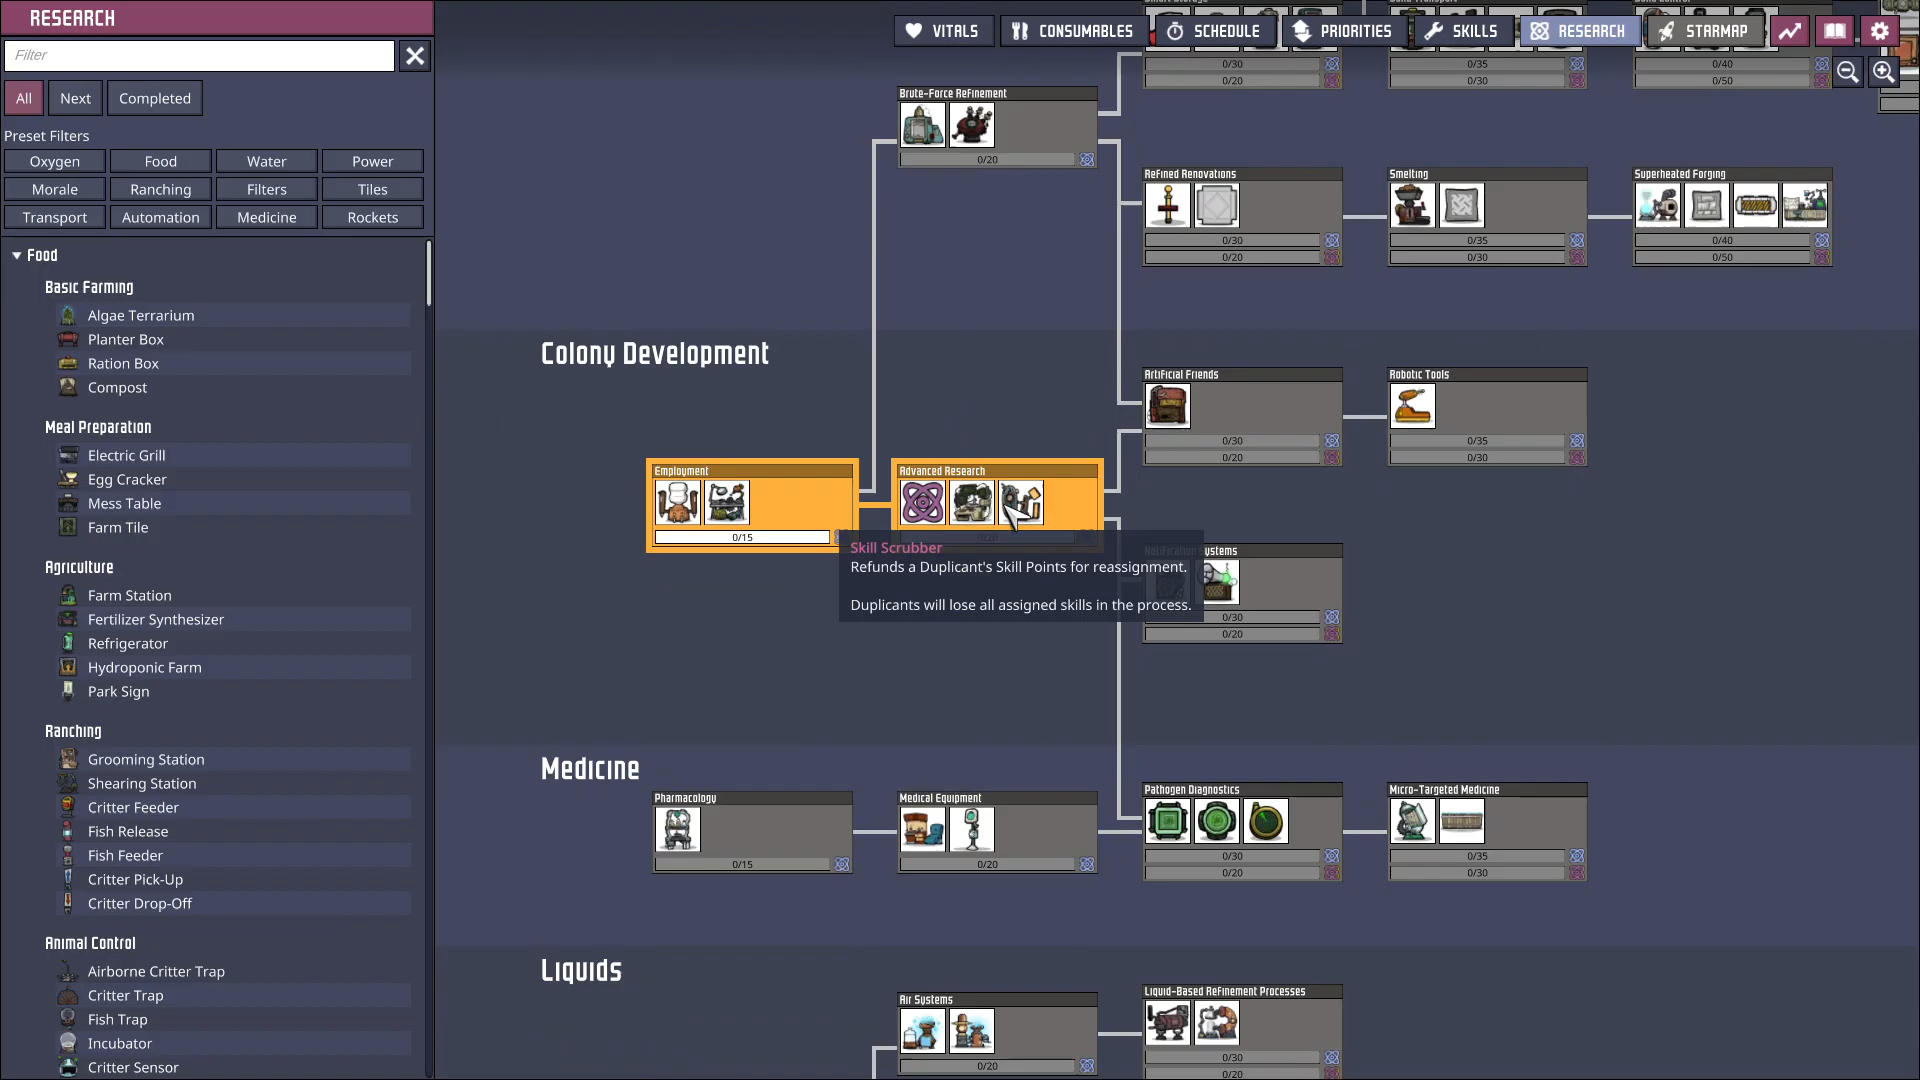 RESEARCH
Filter
All
Next
Completed
Preset Filters
Oxygen
Food
Water
Power
Morale
Ranching
Filters
Tiles
Transport
Automation
Medicine
Rockets
Food
Basic Farming
Algae Terrarium
Planter Box
Ration Box
Compost
Meal Preparation
Electric Grill
Egg Cracker
Mess Table
Farm Tile
Agriculture
Farm Station
Fertilizer Synthesizer
Refrigerator
Hydroponic Farm
Park Sign
Ranching
Grooming Station
Shearing Station
Critter Feeder
Fish Release
Fish Feeder
Critter Pick-Up
Critter Drop-Off
Animal Control
Airborne Critter Trap
Critter Trap
Fish Trap
Incubator
Critter Sensor
VITALS
CONSUMABLES
SCHEDULE
PRIORITIES
SKILLS
RESEARCH
STARMAP
0/30
0/20
0/35
0/30
0/40
0/50
Brute-Force Refinement
0/20
Refined Renovations
0/30
0/20
Smelting
0/35
0/30
Superheated Forging
0/40
0/50
Colony Development
Artificial Friends
0/30
0/20
Robotic Tools
0/35
0/30
Employment
0/15
Advanced Research
0/20
Skill Scrubber
Refunds a Duplicant's Skill Points for reassignment.
Duplicants will lose all assigned skills in the process.
Notification Systems
0/30
0/20
Medicine
Pharmacology
0/15
Medical Equipment
0/20
Pathogen Diagnostics
0/30
0/20
Micro-Targeted Medicine
0/35
0/30
Liquids
Air Systems
0/20
Liquid-Based Refinement Processes
0/30
0/20